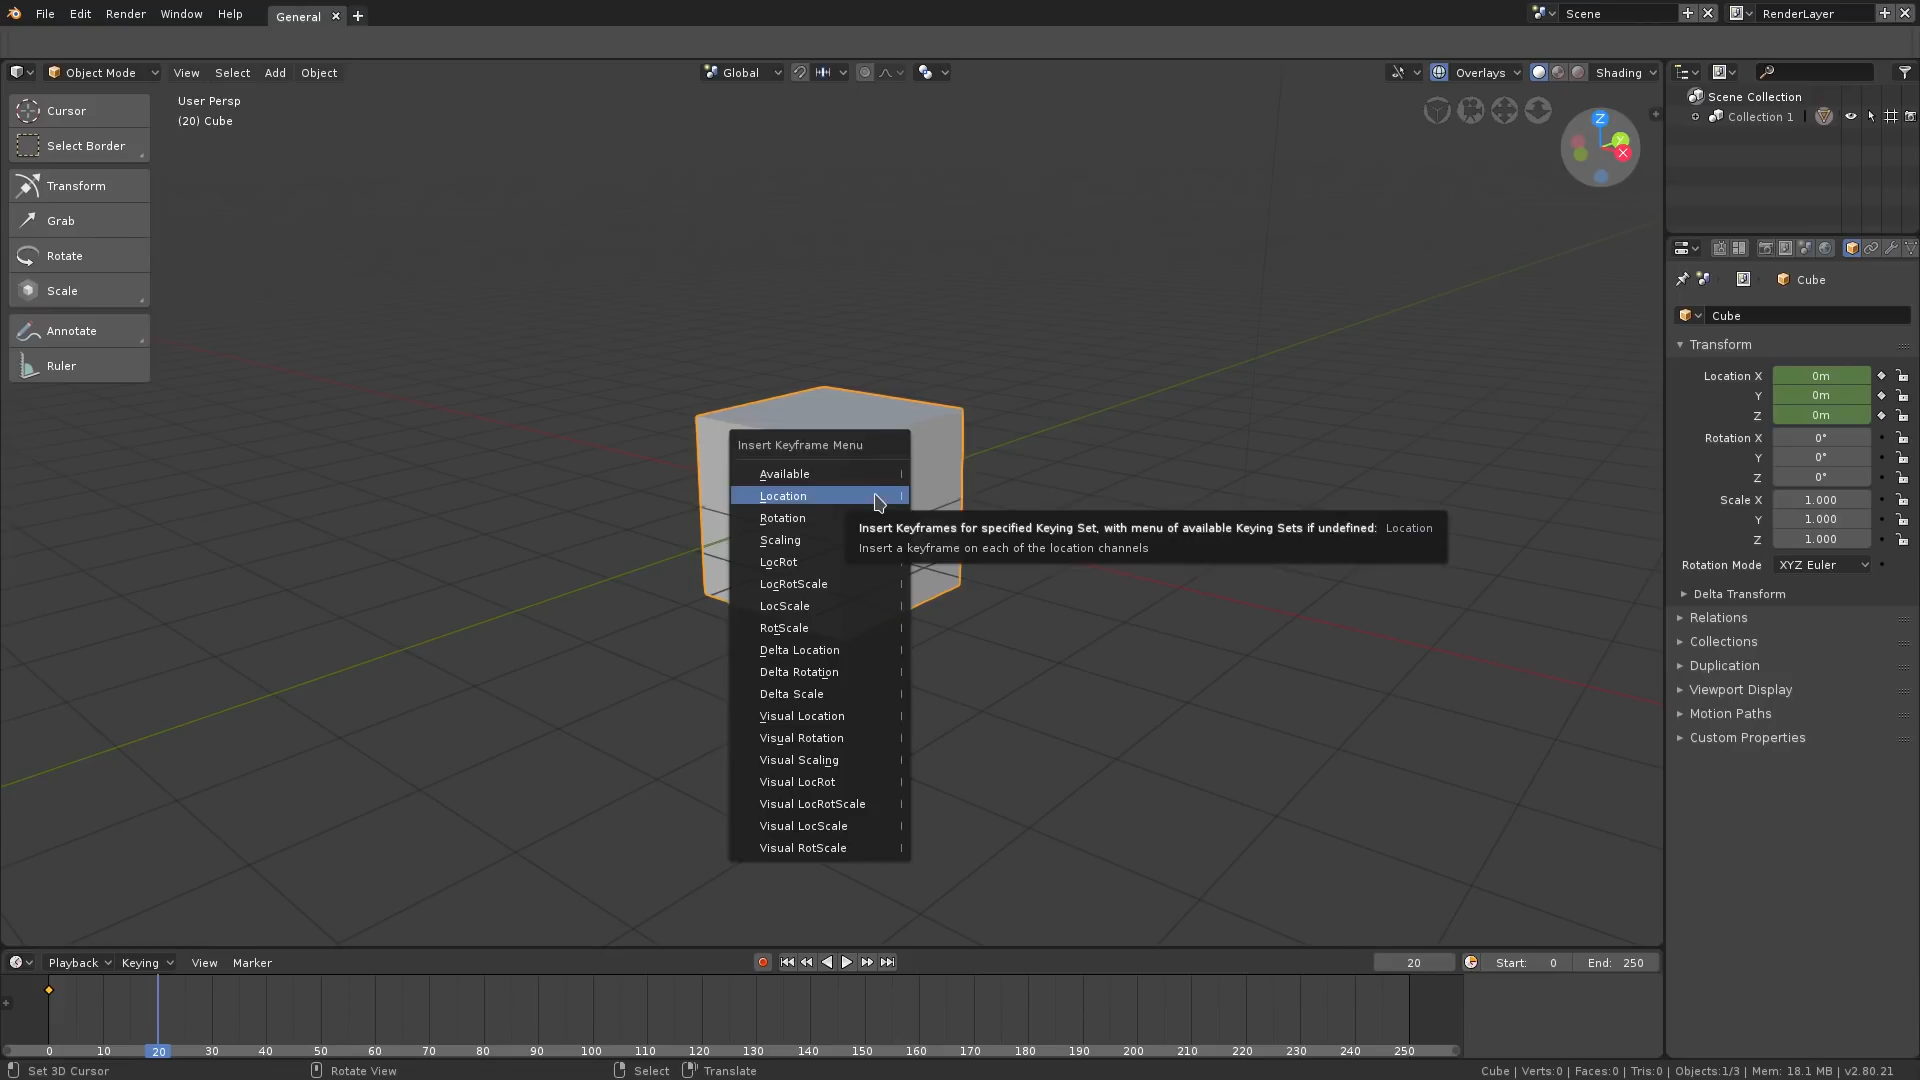 File Edit Render Window Help General Scene RenderLayer
Object Mode View Select Add Object Global Overlays Shading
User Persp
(20) Cube
Cursor
Select Border
Transform
Grab
Rotate
Scale
Annotate
Ruler
Z
Y
X
Insert Keyframe Menu
Available I
Location I
Rotation
Scaling
LocRot I
LocRotScale I
LocScale I
RotScale I
Delta Location I
Delta Rotation I
Delta Scale I
Visual Location I
Visual Rotation I
Visual Scaling I
Visual LocRot I
Visual LocRotScale I
Visual LocScale I
Visual RotScale I
Insert Keyframes for specified Keying Set, with menu of available Keying Sets if undefined: Location
Insert a keyframe on each of the location channels
Scene Collection
Collection 1
Cube
Cube
Transform
Location X 0m
Y 0m
Z 0m
Rotation X 0°
Y 0°
Z 0°
Scale X 1.000
Y 1.000
Z 1.000
Rotation Mode XYZ Euler
Delta Transform
Relations
Collections
Duplication
Viewport Display
Motion Paths
Custom Properties
Playback Keying View Marker 20 Start: 0 End: 250
0 10 20 30 40 50 60 70 80 90 100 110 120 130 140 150 160 170 180 190 200 210 220 230 240 250
Set 3D Cursor Rotate View Select Translate Cube | Verts:0 | Faces:0 | Tris:0 | Objects:1/3 | Mem: 18.1 MB | v2.80.21